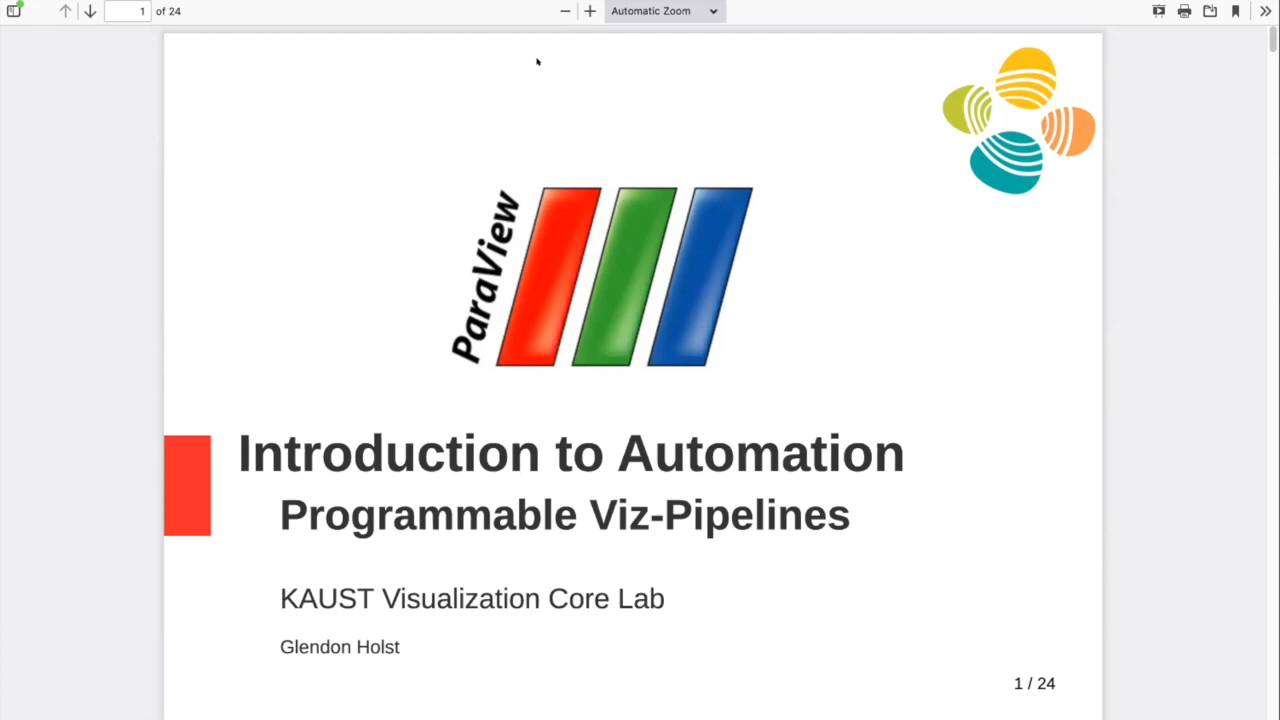 1 of 24 Automatic Zoom
ParaView
Introduction to Automation
Programmable Viz-Pipelines
KAUST Visualization Core Lab
Glendon Holst
1 / 24